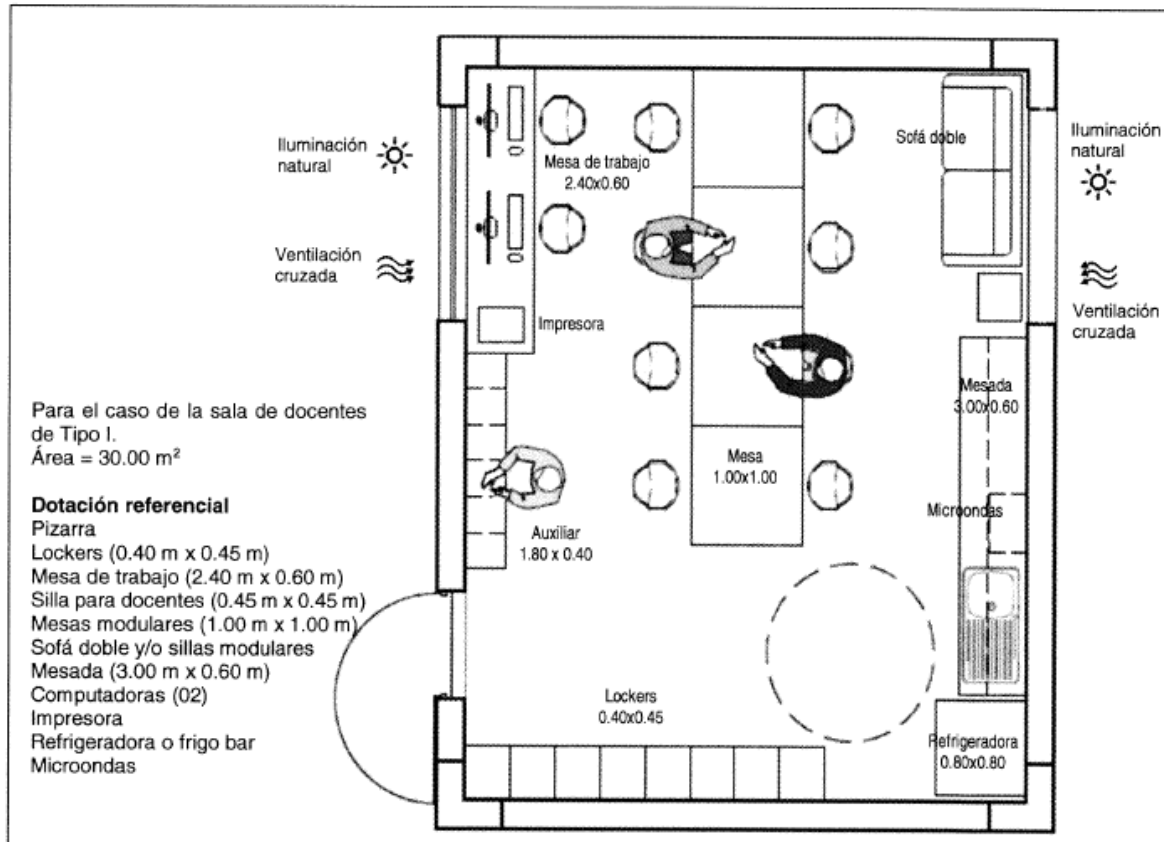 Iluminación
natural
Ventilación
cruzada
Mesa de trabajo
2.40x0.60
Sofá doble
Iluminación
natural
Ventilación
cruzada
Impresora
Mesada
3.00x0.60
Mesa
1.00x1.00
Microondas
Auxiliar
1.80 x 0.40
Lockers
0.40x0.45
Refrigeradora
0.80x0.80
Para el caso de la sala de docentes
de Tipo I.
Área = 30.00 m²
Dotación referencial
Pizarra
Lockers (0.40 m x 0.45 m)
Mesa de trabajo (2.40 m x 0.60 m)
Silla para docentes (0.45 m x 0.45 m)
Mesas modulares (1.00 m x 1.00 m)
Sofá doble y/o sillas modulares
Mesada (3.00 m x 0.60 m)
Computadoras (02)
Impresora
Refrigeradora o frigo bar
Microondas